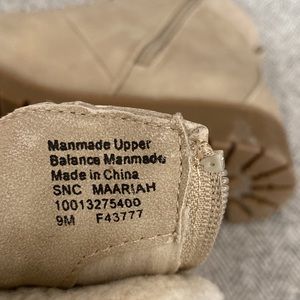 Manmade Upper
Balance Manmade
Made in China
SNC MAARIAH
10013275400
9M F43777